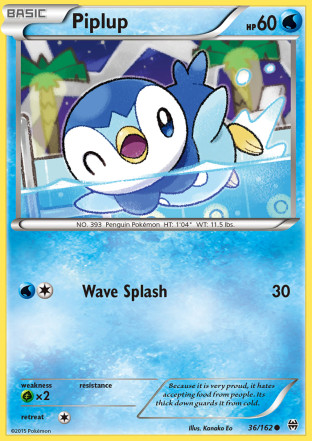 BASIC
Piplup
HP60
NO. 393 Penguin Pokémon HT: 1'04" WT: 11.5 lbs.
Wave Splash 30
weakness resistance
×2
retreat
Because it is very proud, it hates
accepting food from people. Its
thick down guards it from cold.
©2015 Pokémon
Illus. Kanako Eo
36/162